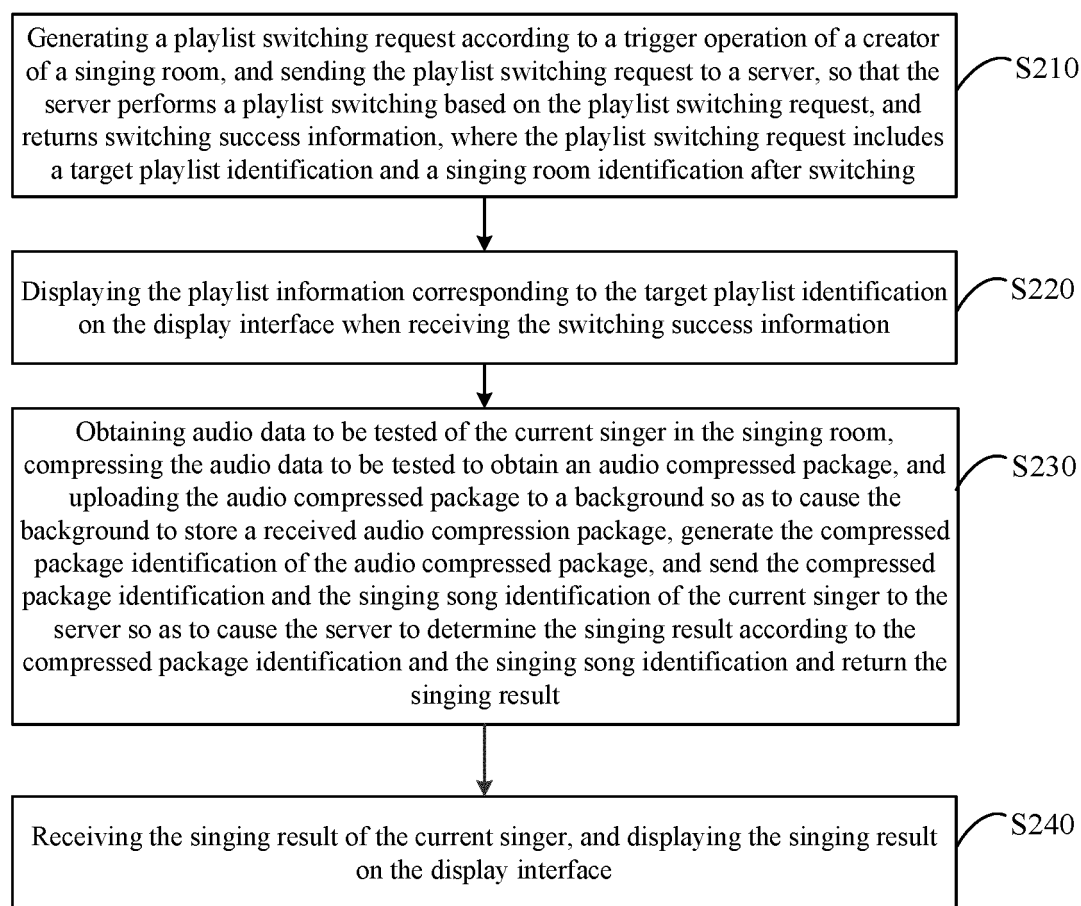 Generating a playlist switching request according to a trigger operation of a creator
of a singing room, and sending the playlist switching request to a server, so that the
server performs a playlist switching based on the playlist switching request, and
returns switching success information, where the playlist switching request includes
a target playlist identification and a singing room identification after switching
S210
Displaying the playlist information corresponding to the target playlist identification
on the display interface when receiving the switching success information
S220
Obtaining audio data to be tested of the current singer in the singing room,
compressing the audio data to be tested to obtain an audio compressed package, and
uploading the audio compressed package to a background so as to cause the
background to store a received audio compression package, generate the compressed
package identification of the audio compressed package, and send the compressed
package identification and the singing song identification of the current singer to the
server so as to cause the server to determine the singing result according to the
compressed package identification and the singing song identification and return the
singing result
S230
Receiving the singing result of the current singer, and displaying the singing result
on the display interface
S240